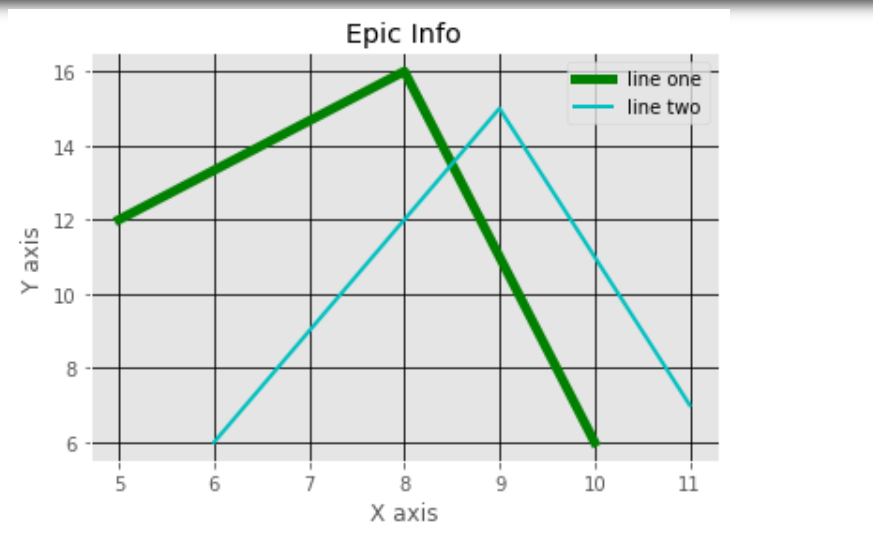 Epic Info
line one
line two
16
14
12
10
8
6
Y axis
5 6 7 8 9 10 11
X axis